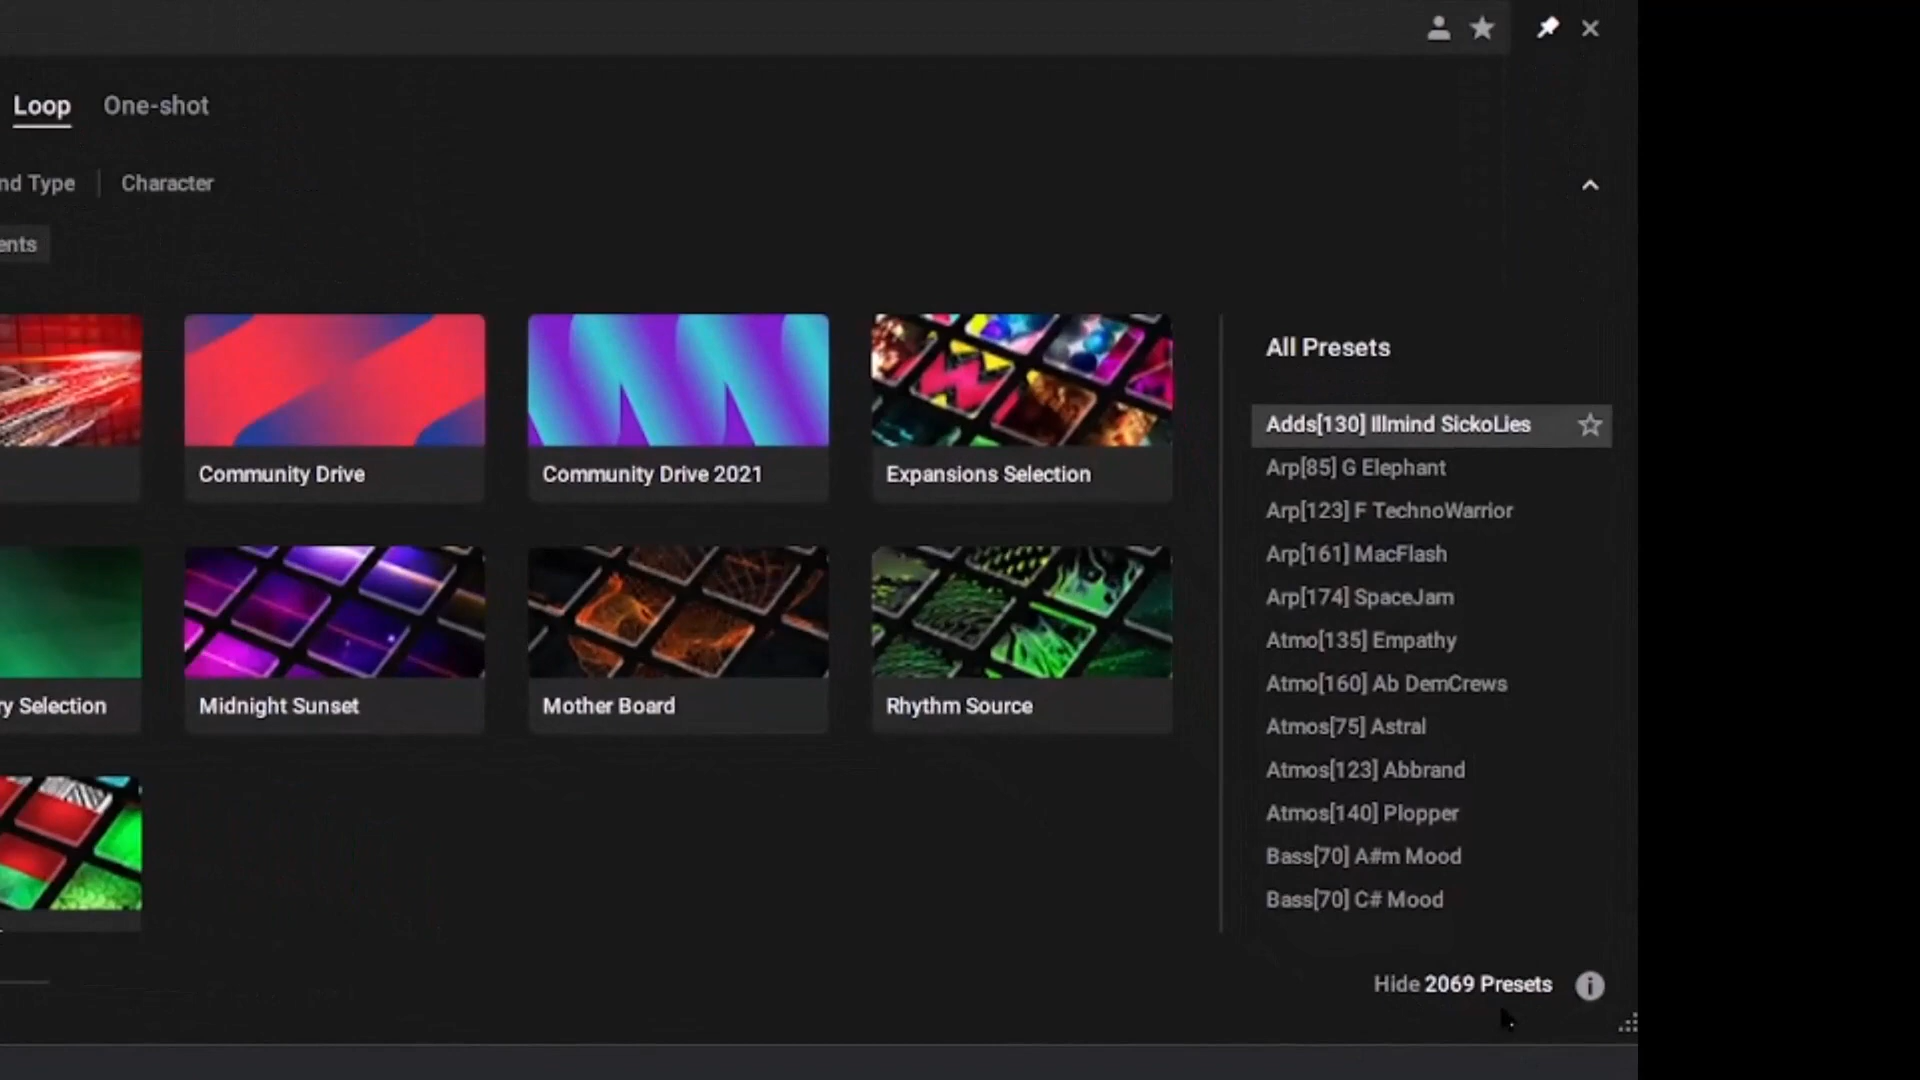 Loop One-shot
nd Type | Character
ents
Community Drive
Community Drive 2021
Expansions Selection
ry Selection
Midnight Sunset
Mother Board
Rhythm Source
All Presets
Adds[130] Illmind SickoLies
Arp[85] G Elephant
Arp[123] F TechnoWarrior
Arp[161] MacFlash
Arp[174] SpaceJam
Atmo[135] Empathy
Atmo[160] Ab DemCrews
Atmos[75] Astral
Atmos[123] Abbrand
Atmos[140] Plopper
Bass[70] A#m Mood
Bass[70] C# Mood
Hide 2069 Presets